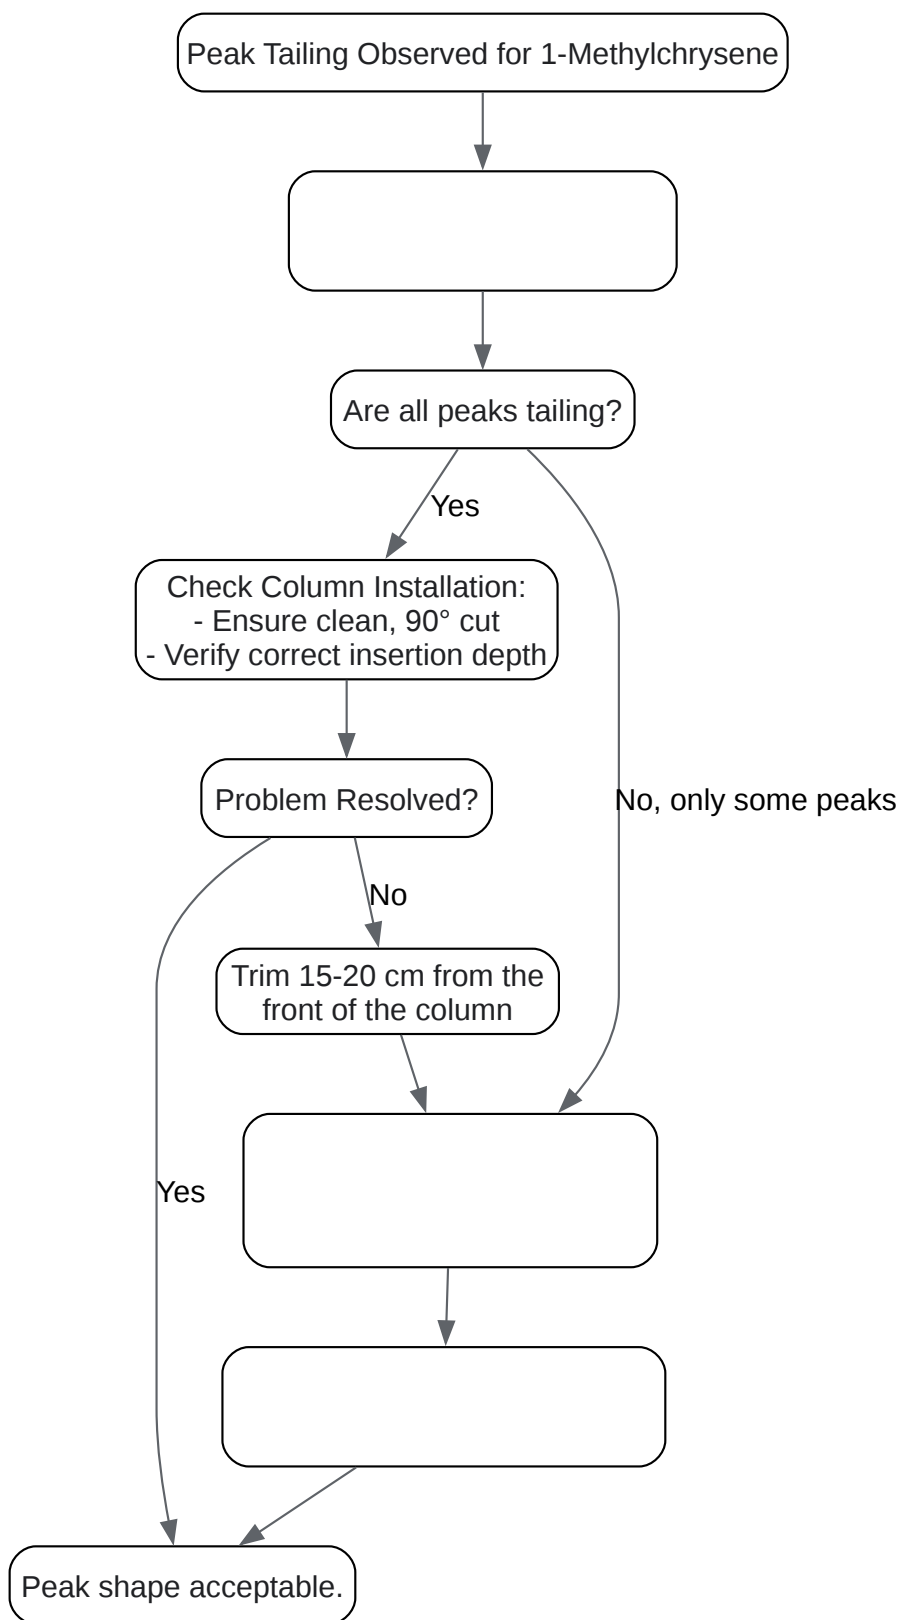 Peak Tailing Observed for 1-Methylchrysene
Are all peaks tailing?
Yes
Check Column Installation:
- Ensure clean, 90° cut
- Verify correct insertion depth
Problem Resolved?
No, only some peaks
No
Trim 15-20 cm from the
front of the column
Yes
Peak shape acceptable.